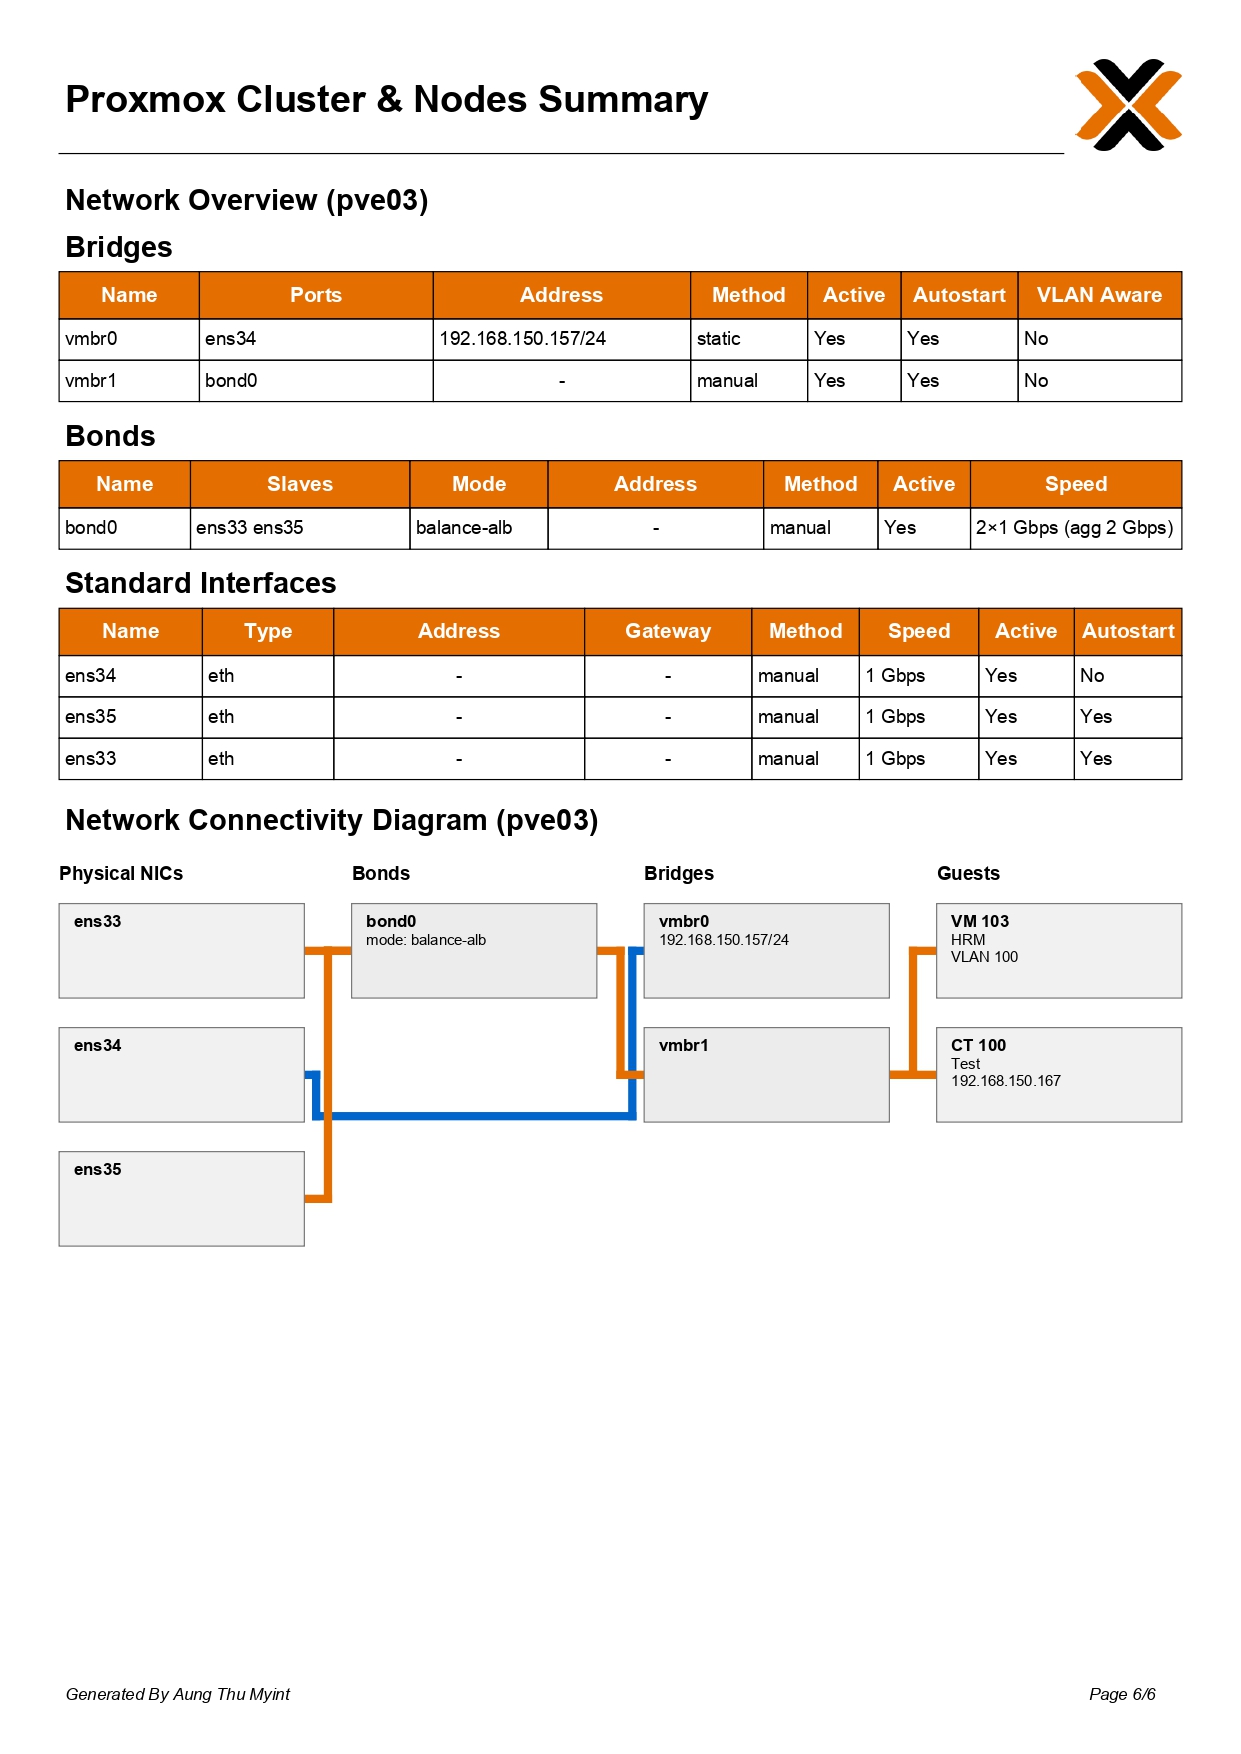 Proxmox Cluster & Nodes Summary
Network Overview (pve03)
Bridges
Name Ports Address Method Active Autostart VLAN Aware
vmbr0 ens34 192.168.150.157/24 static Yes Yes No
vmbr1 bond0 - manual Yes Yes No
Bonds
Name Slaves Mode Address Method Active Speed
bond0 ens33 ens35 balance-alb - manual Yes 2×1 Gbps (agg 2 Gbps)
Standard Interfaces
Name Type Address Gateway Method Speed Active Autostart
ens34 eth - - manual 1 Gbps Yes No
ens35 eth - - manual 1 Gbps Yes Yes
ens33 eth - - manual 1 Gbps Yes Yes
Network Connectivity Diagram (pve03)
Physical NICs Bonds Bridges Guests
ens33
bond0
mode: balance-alb
vmbr0
192.168.150.157/24
VM 103
HRM
VLAN 100
ens34
vmbr1
CT 100
Test
192.168.150.167
ens35
Generated By Aung Thu Myint Page 6/6